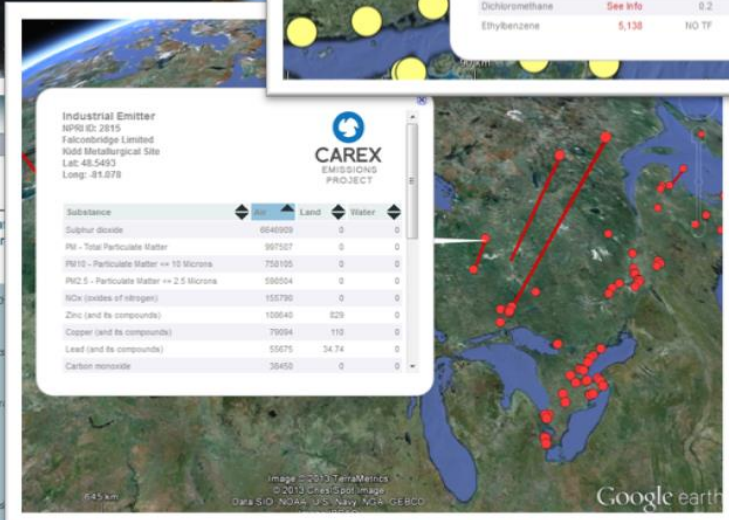 Dichloromethane See Info 0.2
Ethylbenzene 5,138 NO TF
Industrial Emitter
NPRI ID: 2815
Falconbridge Limited
Kidd Metallurgical Site
Lat: 48.5493
Long: -81.078
CAREX
EMISSIONS
PROJECT
Substance Air Land Water
Sulphur dioxide 6646909 0 0
PM - Total Particulate Matter 997507 0 0
PM10 - Particulate Matter <= 10 Microns 758105 0 0
PM2.5 - Particulate Matter <= 2.5 Microns 598504 0 0
NOx (oxides of nitrogen) 155790 0 0
Zinc (and its compounds) 108640 829 0
Copper (and its compounds) 79094 110 0
Lead (and its compounds) 55675 34.74 0
Carbon monoxide 38450 0 0
645 km
Image © 2013 TerraMetrics
© 2013 Cnes/Spot Image
Data SIO, NOAA, U.S. Navy, NGA, GEBCO
Google earth